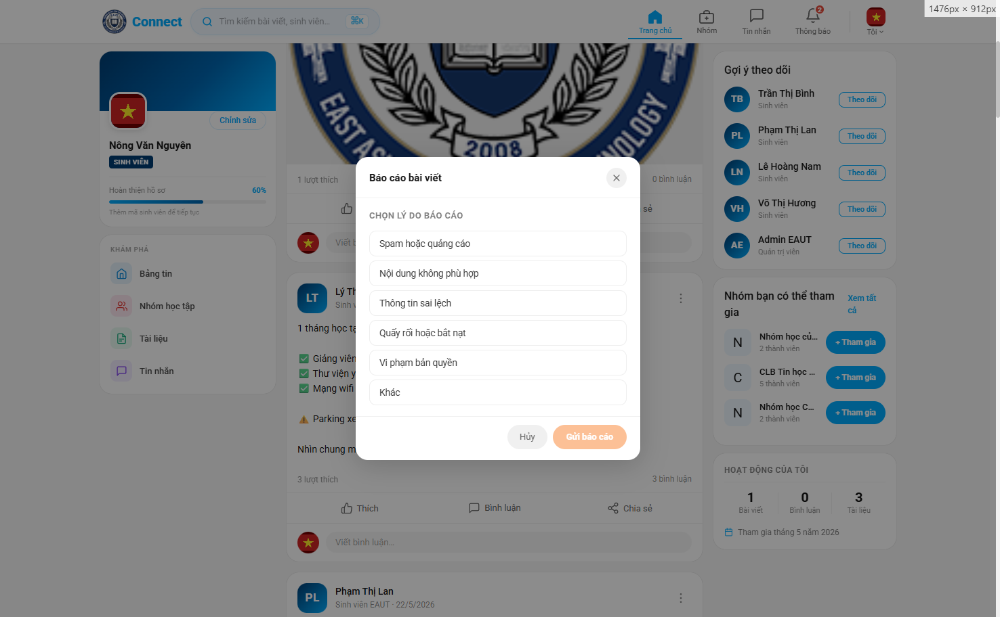 1476px × 912px
Connect
Tìm kiếm bài viết, sinh viên...
⌘K
Trang chủ
Nhóm
Tin nhắn
2
Thông báo
Tôi
Nông Văn Nguyên
Chỉnh sửa
SINH VIÊN
Hoàn thiện hồ sơ
60%
Thêm mã sinh viên để tiếp tục
KHÁM PHÁ
Bảng tin
Nhóm học tập
Tài liệu
Tin nhắn
EAST AS
NOLOGY
2008
1 lượt thích
0 bình luận
sẻ
Viết b
LT
Lý Th
Sinh v
1 tháng học tạ
✅ Giảng viên
✅ Thư viện y
✅ Mạng wifi
⚠️ Parking xe
Nhìn chung m
3 lượt thích
3 bình luận
Thích
Bình luận
Chia sẻ
Viết bình luận...
PL
Phạm Thị Lan
Sinh viên EAUT · 22/5/2026
Báo cáo bài viết
CHỌN LÝ DO BÁO CÁO
Spam hoặc quảng cáo
Nội dung không phù hợp
Thông tin sai lệch
Quấy rối hoặc bắt nạt
Vi phạm bản quyền
Khác
Hủy
Gửi báo cáo
Gợi ý theo dõi
TB
Trần Thị Bình
Sinh viên
Theo dõi
PL
Phạm Thị Lan
Sinh viên
Theo dõi
LN
Lê Hoàng Nam
Sinh viên
Theo dõi
VH
Võ Thị Hương
Sinh viên
Theo dõi
AE
Admin EAUT
Quản trị viên
Theo dõi
Nhóm bạn có thể tham
gia
Xem tất
cả
N
Nhóm học củ...
2 thành viên
+ Tham gia
C
CLB Tin học ...
5 thành viên
+ Tham gia
N
Nhóm học C...
2 thành viên
+ Tham gia
HOẠT ĐỘNG CỦA TÔI
1
Bài viết
0
Bình luận
3
Tài liệu
Tham gia tháng 5 năm 2026